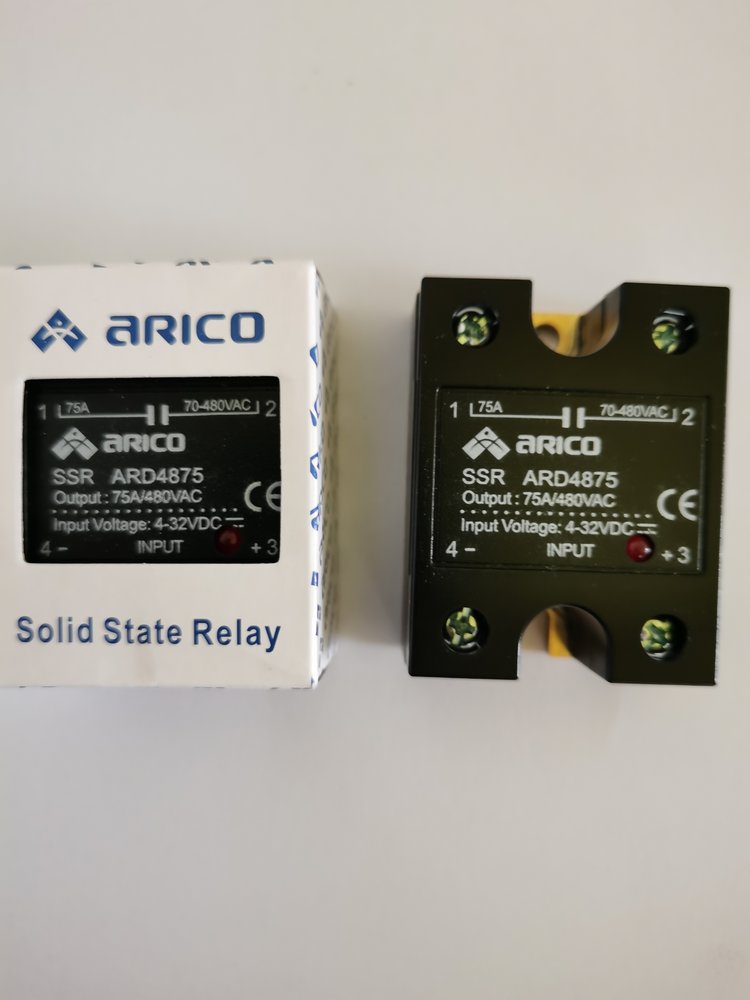 ARICO
1 75A 70-480VAC 2
ARICO
SSR ARD4875
Output : 75A/480VAC
CE
Input Voltage: 4-32VDC
4 - INPUT + 3
Solid State Relay
1 75A 70-480VAC 2
ARICO
SSR ARD4875
Output : 75A/480VAC
CE
Input Voltage: 4-32VDC
4 - INPUT + 3